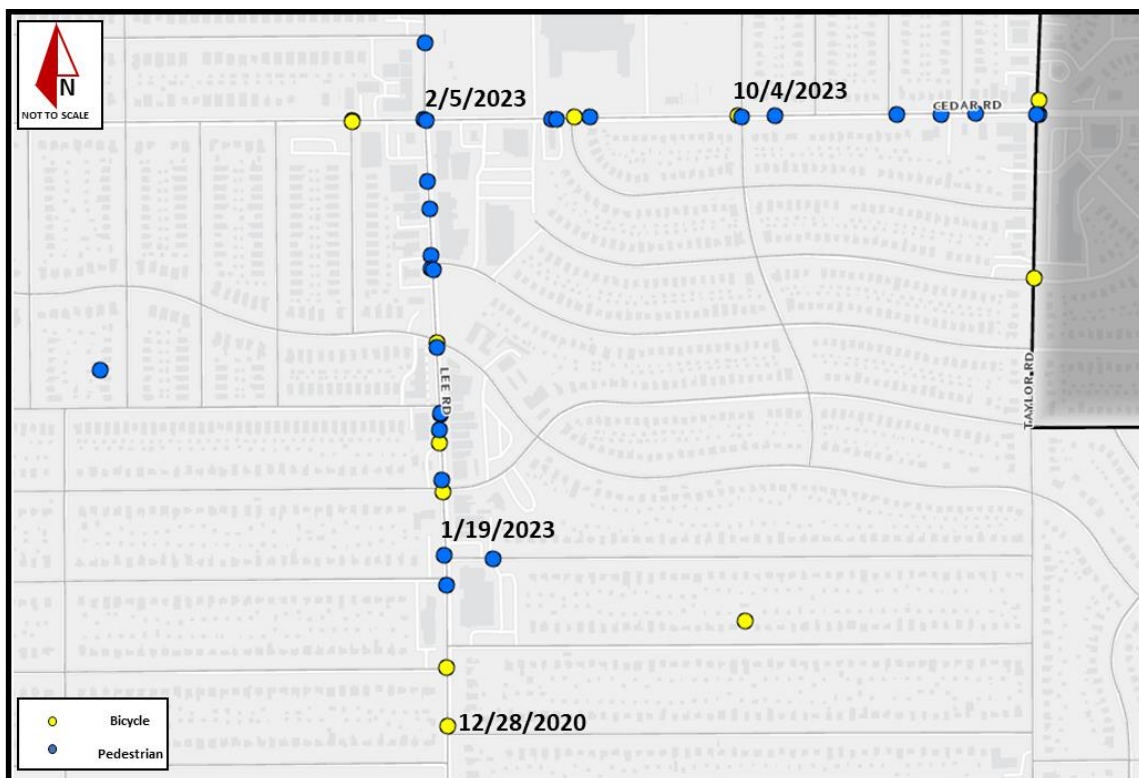 N
NOT TO SCALE
2/5/2023
10/4/2023
CEDAR RD
LEE RD
TAYLOR RD
1/19/2023
12/28/2020
Bicycle
Pedestrian